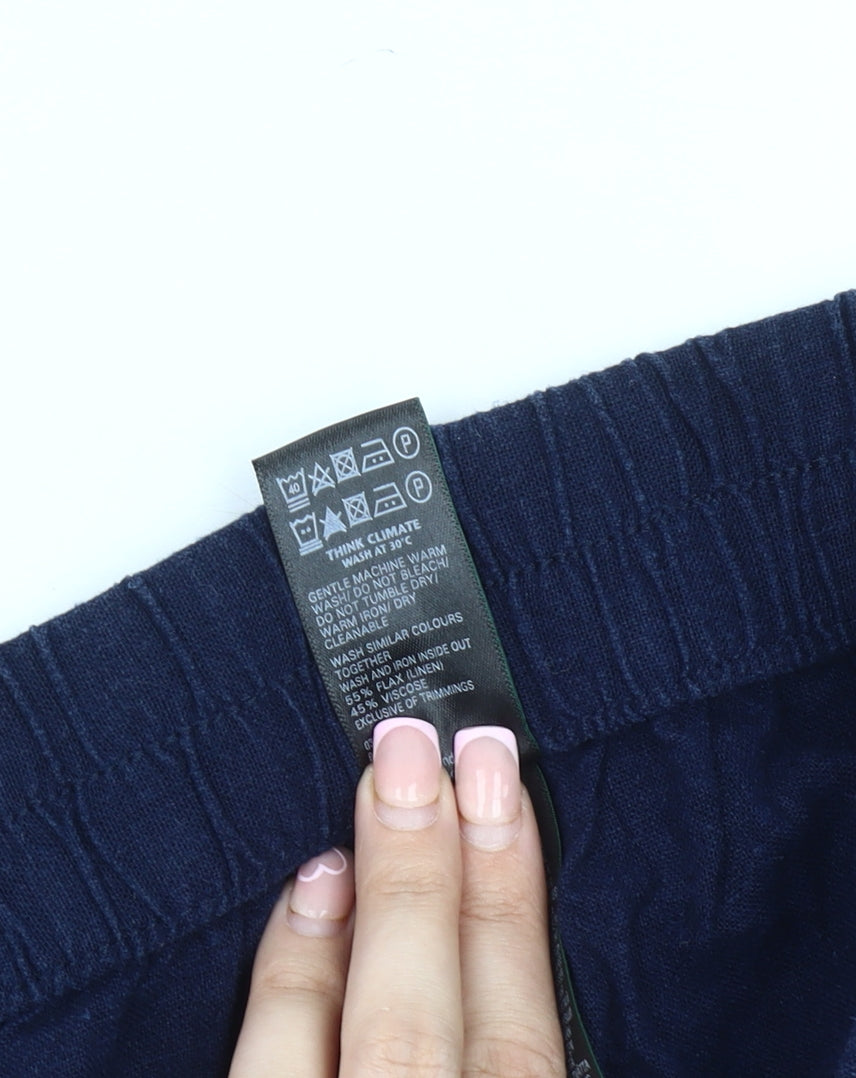 40 P
P
THINK CLIMATE
WASH AT 30°C
GENTLE MACHINE WARM
WASH/ DO NOT BLEACH/
DO NOT TUMBLE DRY/
WARM IRON/ DRY
CLEANABLE
WASH SIMILAR COLOURS
TOGETHER
WASH AND IRON INSIDE OUT
55% FLAX (LINEN)
45% VISCOSE
EXCLUSIVE OF TRIMMINGS